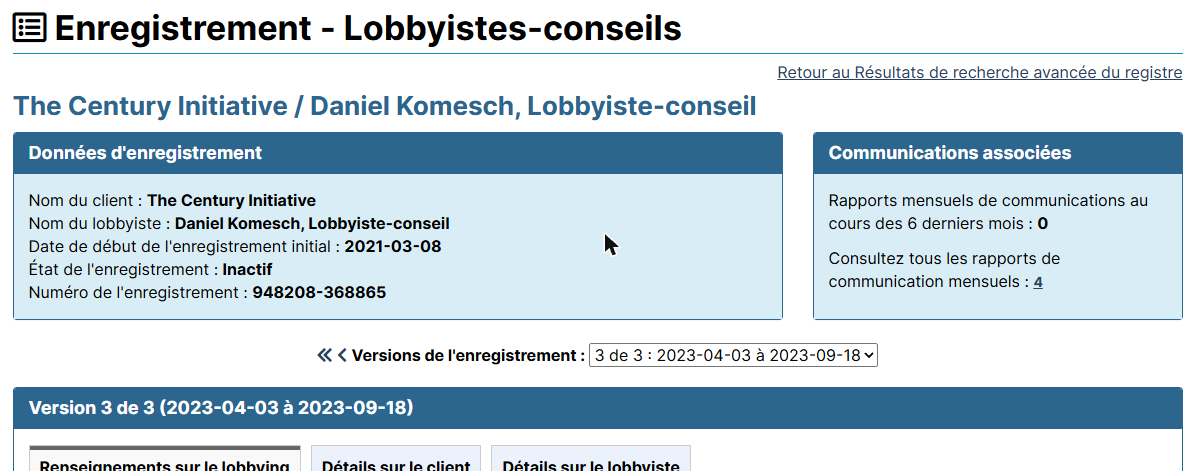 Enregistrement - Lobbyistes-conseils
Retour au Résultats de recherche avancée du registre
The Century Initiative / Daniel Komesch, Lobbyiste-conseil
Données d'enregistrement
Nom du client : The Century Initiative
Nom du lobbyiste : Daniel Komesch, Lobbyiste-conseil
Date de début de l'enregistrement initial : 2021-03-08
État de l'enregistrement : Inactif
Numéro de l'enregistrement : 948208-368865
Communications associées
Rapports mensuels de communications au
cours des 6 derniers mois : 0
Consultez tous les rapports de
communication mensuels : 4
Versions de l'enregistrement : 3 de 3 : 2023-04-03 à 2023-09-18
Version 3 de 3 (2023-04-03 à 2023-09-18)
Renseignements sur le lobbying Détails sur le client Détails sur le lobbyiste